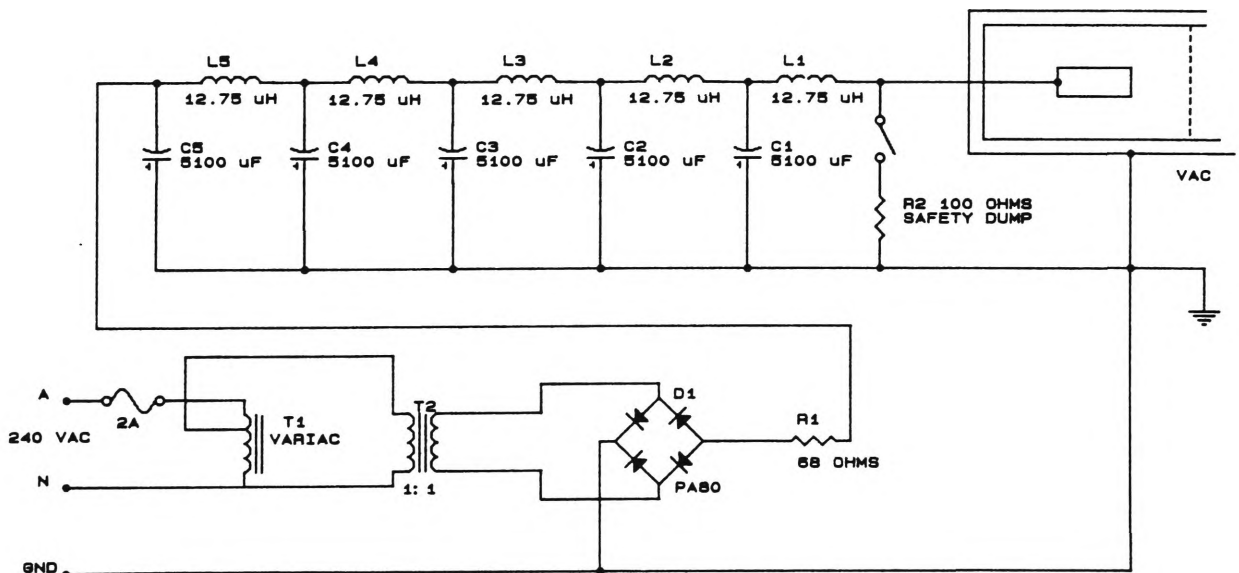 L5
L4
L3
L2
L1
12.75 uH
12.75 uH
12.75 uH
12.75 uH
12.75 uH
C5
5100 uF
C4
5100 uF
C3
5100 uF
C2
5100 uF
C1
5100 uF
VAC
R2 100 OHMS
SAFETY DUMP
A
2A
240 VAC
T1
VARIAC
N
T2
1: 1
D1
PA60
R1
68 OHMS
GND